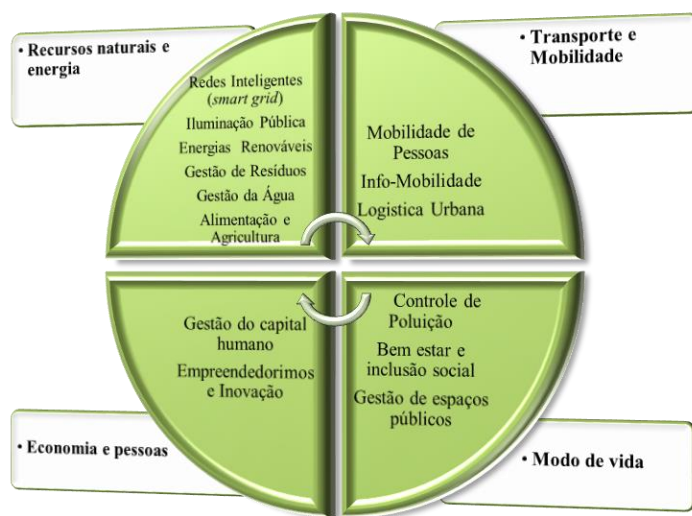 • Recursos naturais e
energia
Redes Inteligentes
(smart grid)
Iluminação Pública
Energias Renováveis
Gestão de Resíduos
Gestão da Água
Alimentação e
Agricultura
• Transporte e
Mobilidade
Mobilidade de
Pessoas
Info-Mobilidade
Logistica Urbana
Gestão do capital
humano
Empreendedorimos
e Inovação
• Economia e pessoas
Controle de
Poluição
Bem estar e
inclusão social
Gestão de espaços
públicos
• Modo de vida